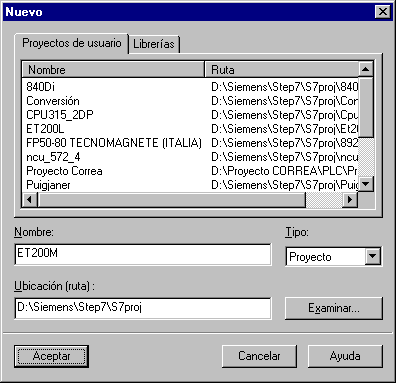 Nuevo
Proyectos de usuario Librerías
Nombre Ruta
840Di D:\Siemens\Step7\S7proj\840
Conversión D:\Siemens\Step7\S7proj\Con
CPU315_2DP D:\Siemens\Step7\S7proj\Cpu
ET200L D:\Siemens\Step7\S7proj\Et20
FP50-80 TECNOMAGNETE (ITALIA) D:\Siemens\Step7\S7proj\892
ncu_572_4 D:\Siemens\Step7\S7proj\ncu
Proyecto Correa D:\Proyecto CORREA\PLC\Pr
Puigjaner D:\Siemens\Step7\S7proj\Puig
Nombre: Tipo:
ET200M Proyecto
Ubicación (ruta) :
D:\Siemens\Step7\S7proj Examinar...
Aceptar Cancelar Ayuda